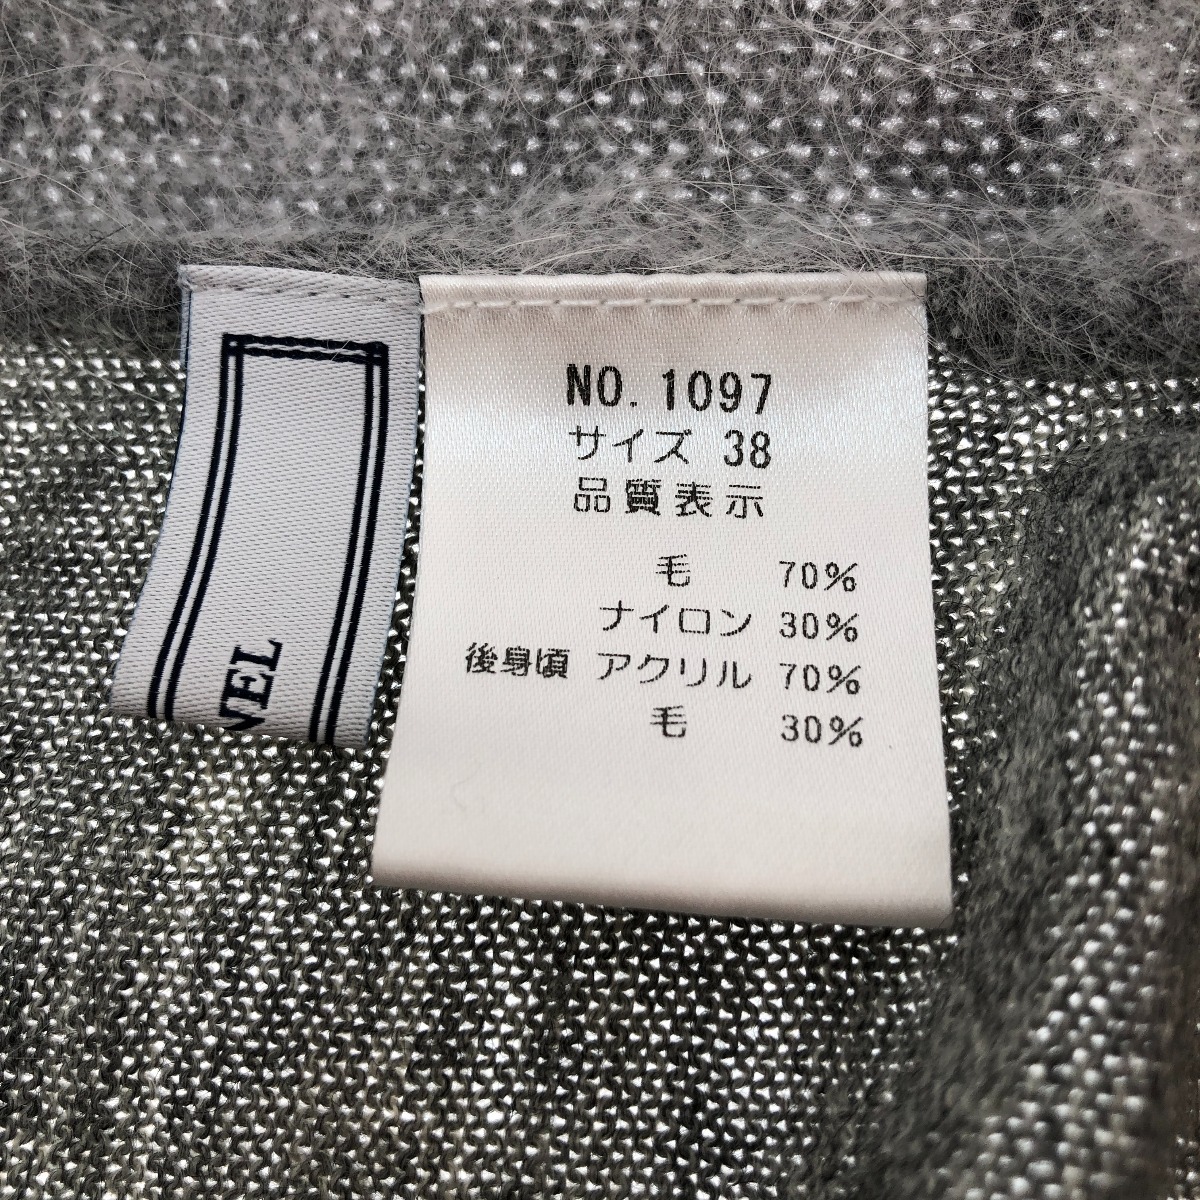 NO. 1097
サイズ 38
品質表示
毛 70%
ナイロン 30%
後身頃 アクリル 70%
毛 30%
NEL